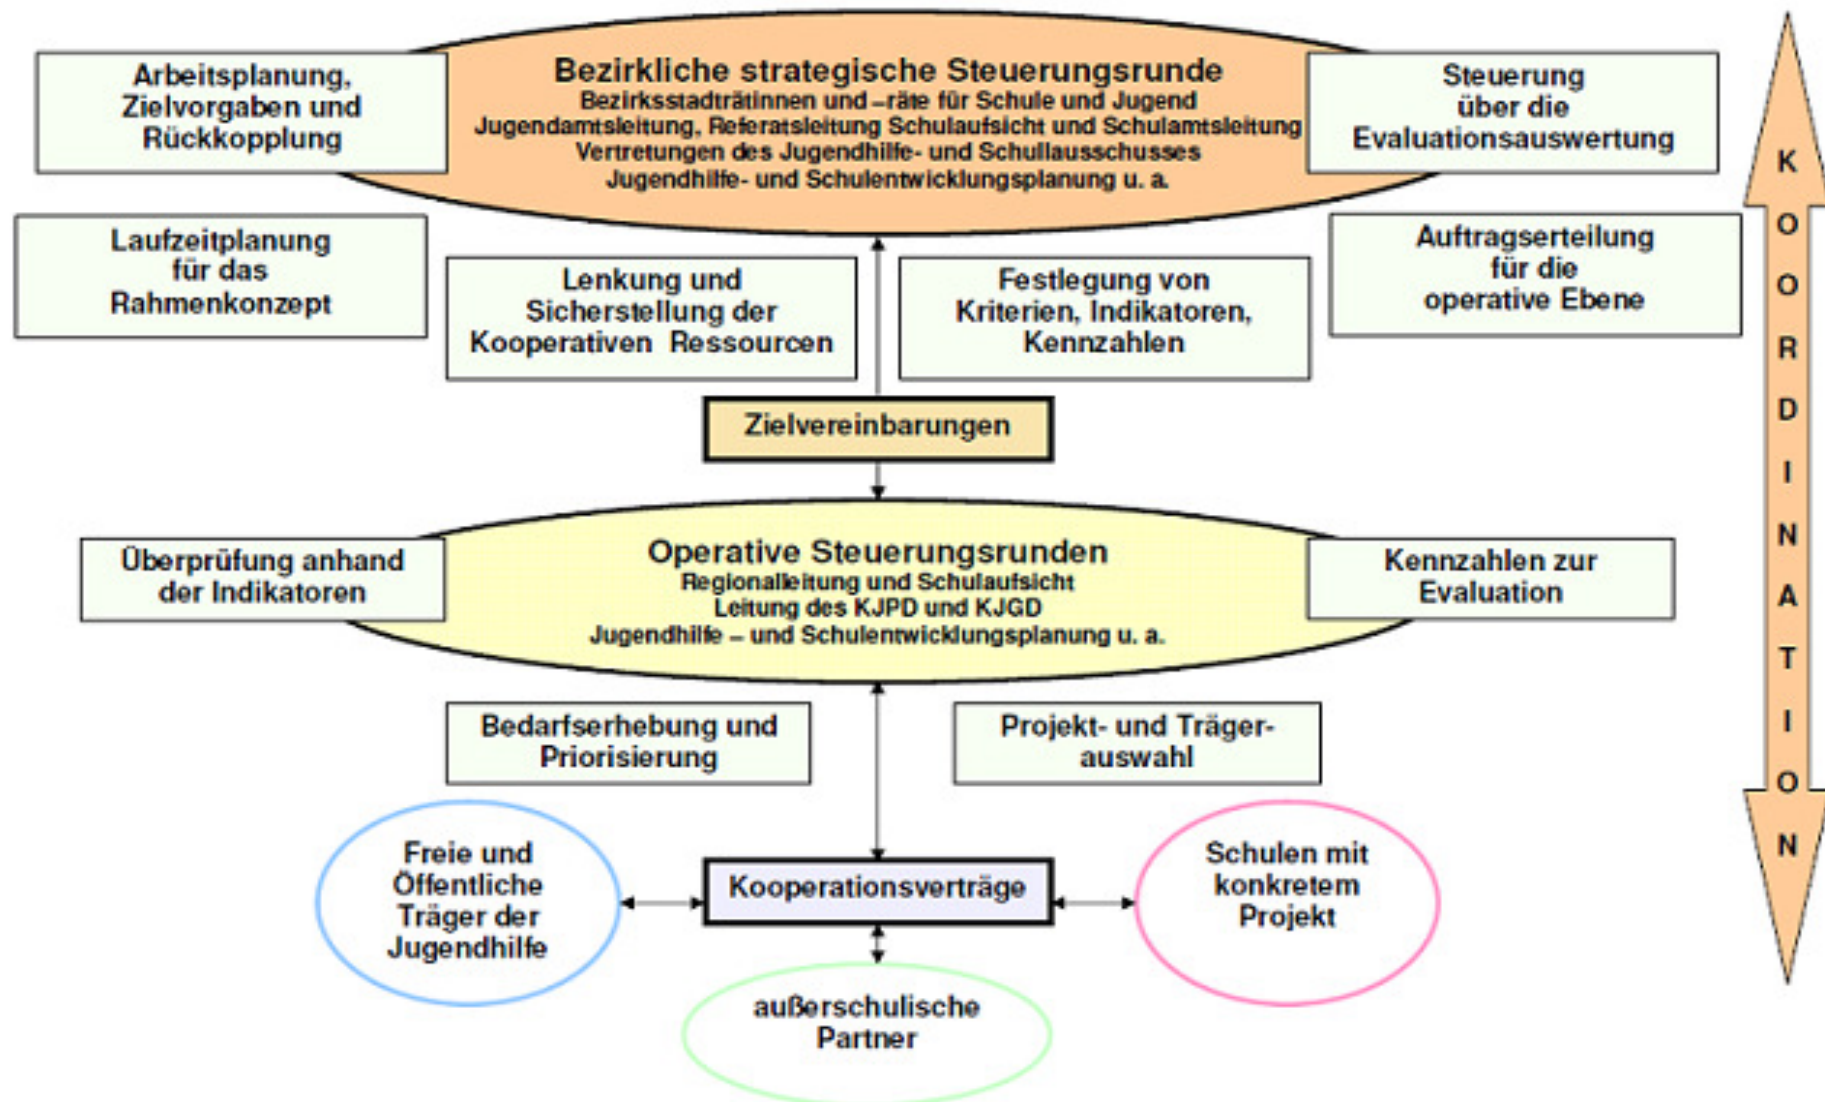 Bezirkliche strategische Steuerungsrunde
Bezirksstadträtinnen und –räte für Schule und Jugend
Jugendamtsleitung, Referatsleitung Schulaufsicht und Schulamtsleitung
Vertretungen des Jugendhilfe- und Schullausschusses
Jugendhilfe- und Schulentwicklungsplanung u. a.
Arbeitsplanung,
Zielvorgaben und
Rückkopplung
Steuerung
über die
Evaluationsauswertung
Laufzeitplanung
für das
Rahmenkonzept
Lenkung und
Sicherstellung der
Kooperativen Ressourcen
Festlegung von
Kriterien, Indikatoren,
Kennzahlen
Auftragserteilung
für die
operative Ebene
Zielvereinbarungen
Operative Steuerungsrunden
Regionalleitung und Schulaufsicht
Leitung des KJPD und KJGD
Jugendhilfe – und Schulentwicklungsplanung u. a.
Überprüfung anhand
der Indikatoren
Kennzahlen zur
Evaluation
Bedarfserhebung und
Priorisierung
Projekt- und Träger-
auswahl
Freie und
Öffentliche
Träger der
Jugendhilfe
Kooperationsverträge
Schulen mit
konkretem
Projekt
außerschulische
Partner
KOORDINATION